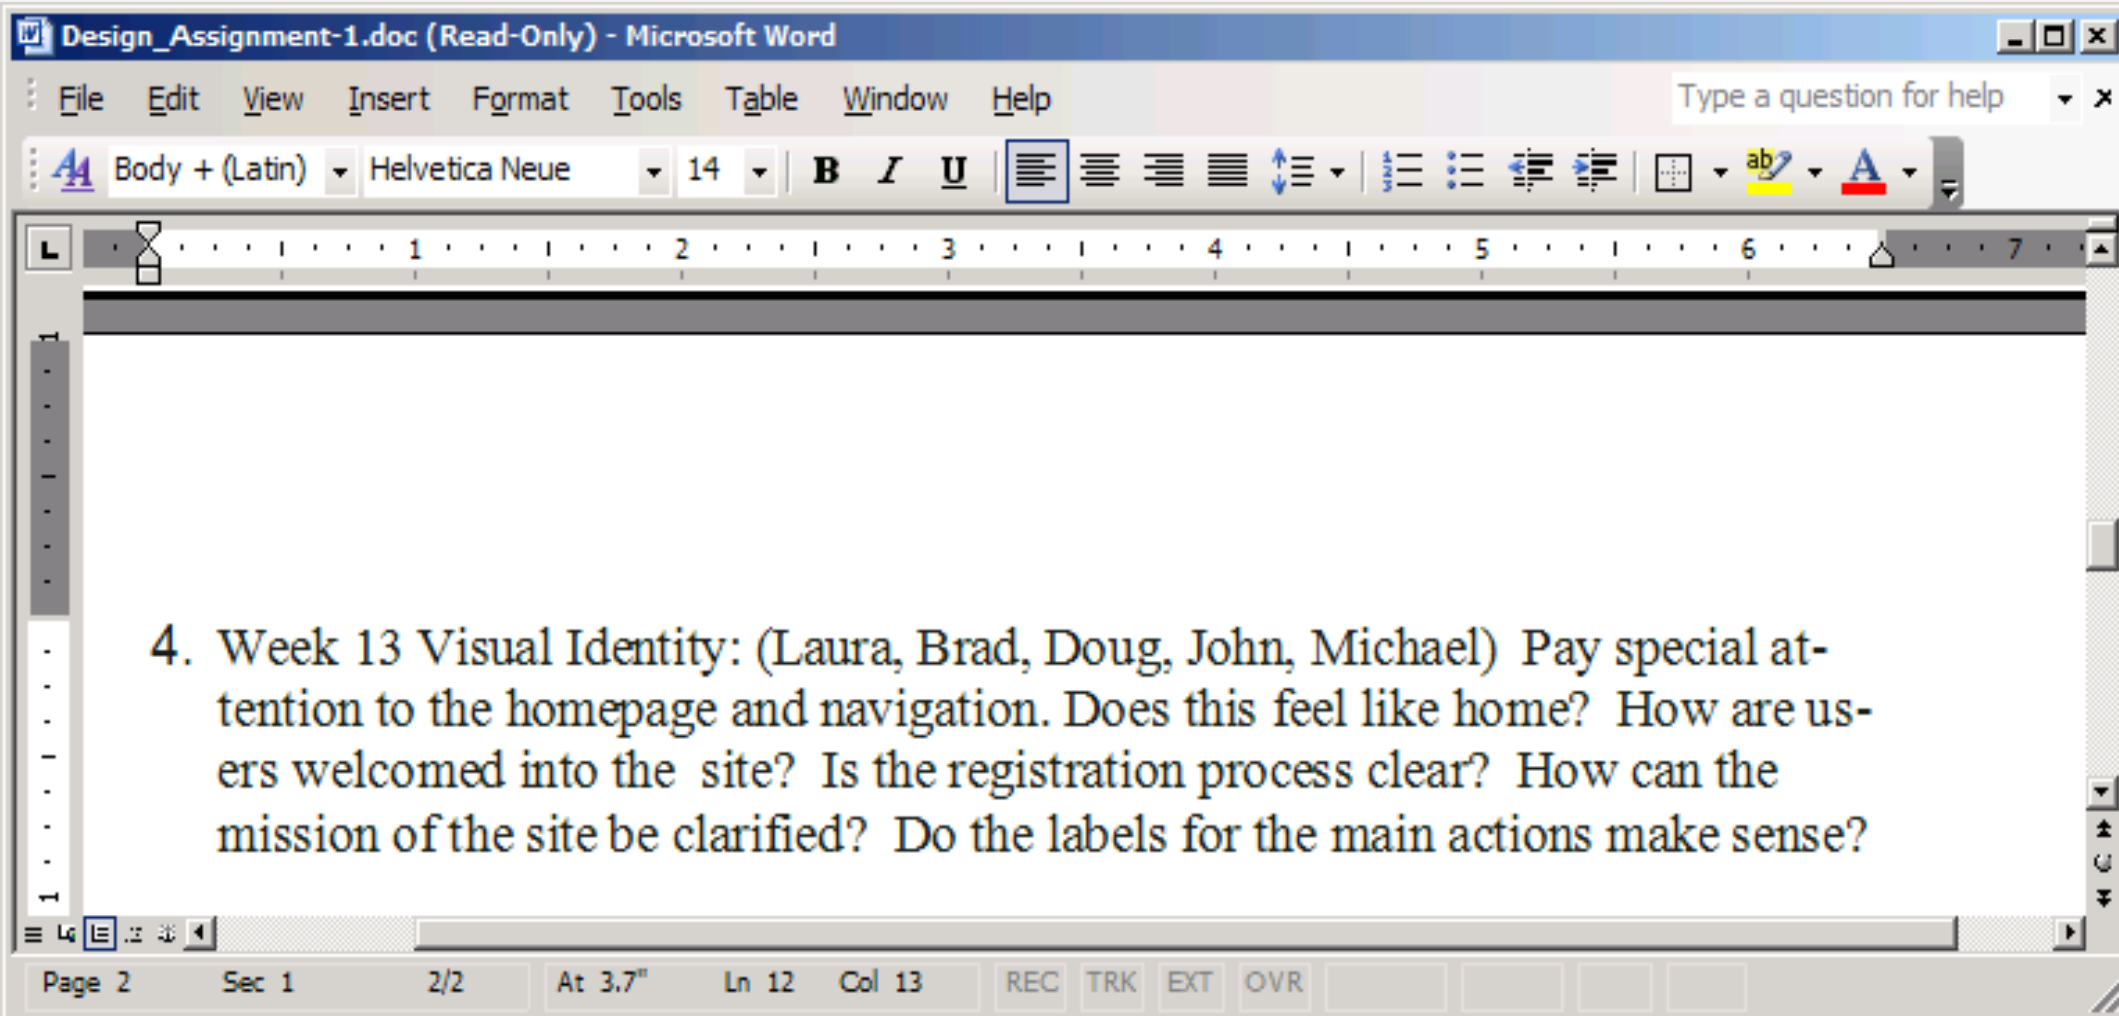 Design_Assignment-1.doc (Read-Only) - Microsoft Word
File Edit View Insert Format Tools Table Window Help Type a question for help
Body + (Latin) Helvetica Neue 14 B I U A
L 1 2 3 4 5 6 7
4. Week 13 Visual Identity: (Laura, Brad, Doug, John, Michael)  Pay special at-
tention to the homepage and navigation. Does this feel like home?  How are us-
ers welcomed into the  site?  Is the registration process clear?  How can the
mission of the site be clarified?  Do the labels for the main actions make sense?
Page 2 Sec 1 2/2 At 3.7" Ln 12 Col 13 REC TRK EXT OVR